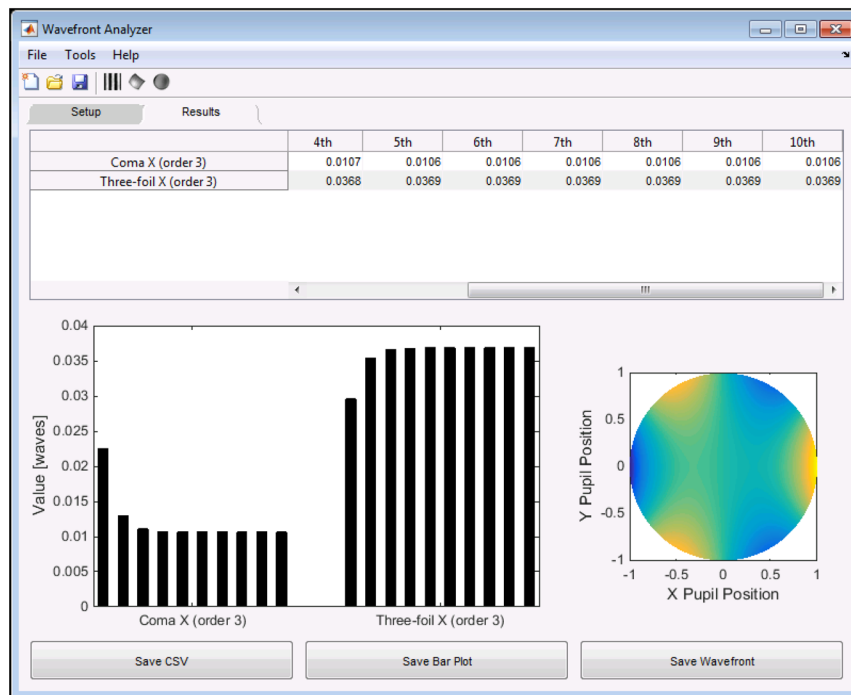 Wavefront Analyzer
File Tools Help
Setup Results
4th 5th 6th 7th 8th 9th 10th
Coma X (order 3) 0.0107 0.0106 0.0106 0.0106 0.0106 0.0106 0.0106
Three-foil X (order 3) 0.0368 0.0369 0.0369 0.0369 0.0369 0.0369 0.0369
0.04
0.035
0.03
0.025
0.02
0.015
0.01
0.005
0
Value [waves]
Coma X (order 3) Three-foil X (order 3)
1
0.5
0
-0.5
-1
Y Pupil Position
-1 -0.5 0 0.5 1
X Pupil Position
Save CSV Save Bar Plot Save Wavefront